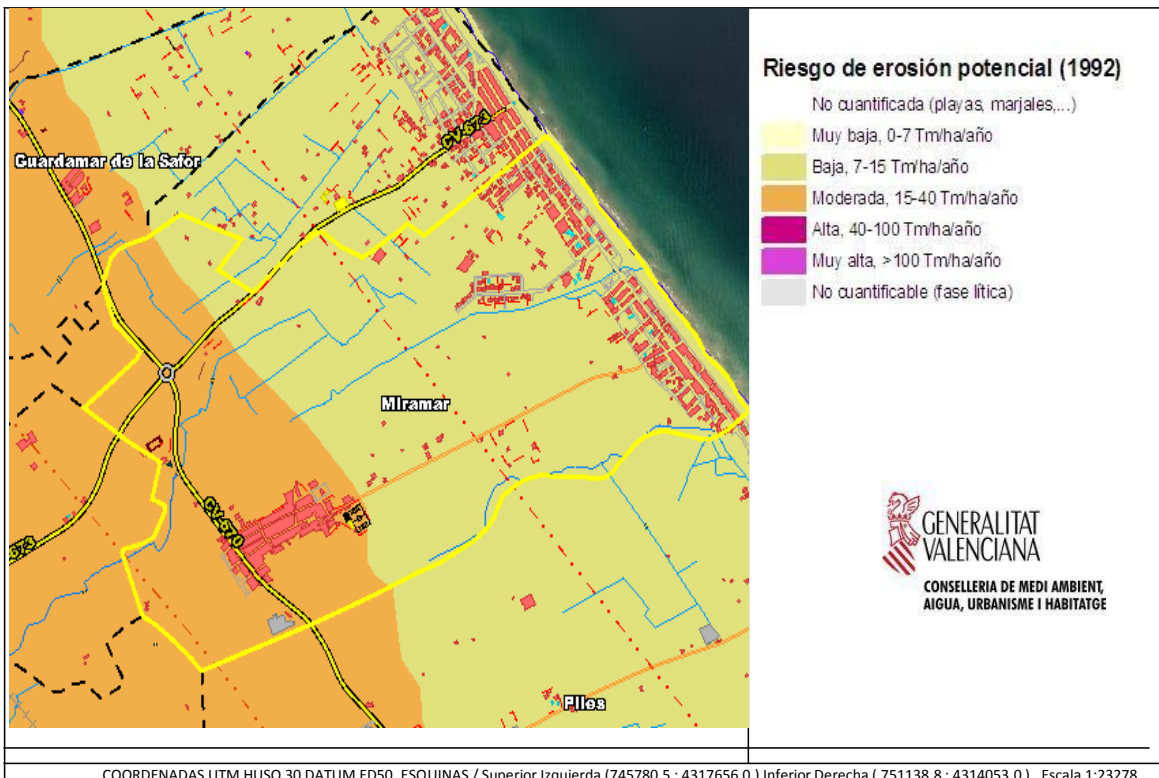 Guardamar de la Safor
CV-673
Miramar
CV-670
673
Piles
Riesgo de erosión potencial (1992)
No cuantificada (playas, marjales,...)
Muy baja, 0-7 Tm/ha/año
Baja, 7-15 Tm/ha/año
Moderada, 15-40 Tm/ha/año
Alta, 40-100 Tm/ha/año
Muy alta, >100 Tm/ha/año
No cuantificable (fase lítica)
GENERALITAT
VALENCIANA
CONSELLERIA DE MEDI AMBIENT,
AIGUA, URBANISME I HABITATGE
COORDENADAS UTM HUSO 30 DATUM ED50. ESQUINAS / Superior Izquierda (745780.5 ; 4317656.0 ) Inferior Derecha ( 751138.8 ; 4314053.0 ) . Escala 1:23278